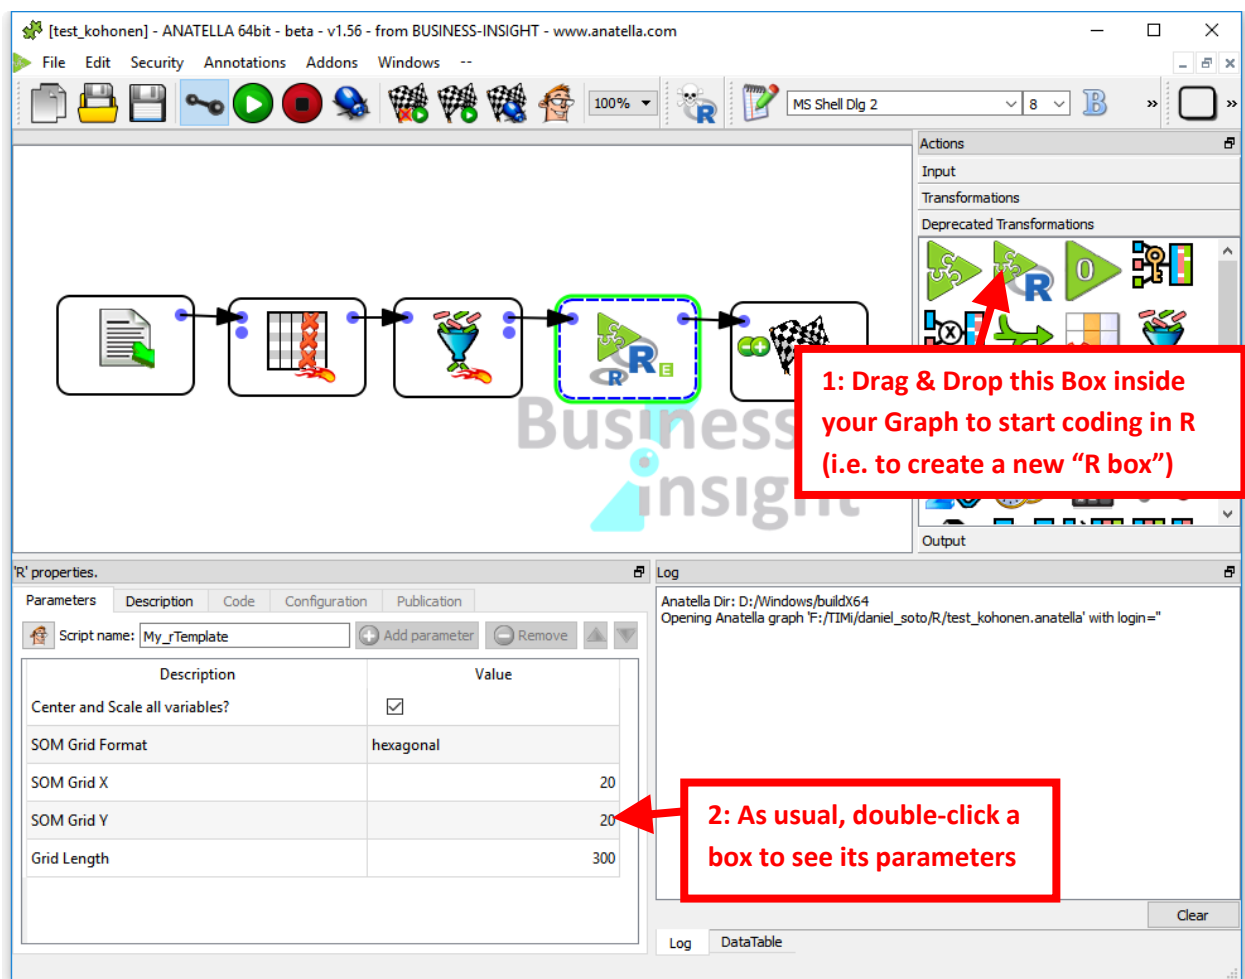 [test_kohonen] - ANATELLA 64bit - beta - v1.56 - from BUSINESS-INSIGHT - www.anatella.com
File Edit Security Annotations Addons Windows --
100% R MS Shell Dlg 2 8 B » »
Actions
Input
Transformations
Deprecated Transformations
R 0
R R E
1: Drag & Drop this Box inside
your Graph to start coding in R
(i.e. to create a new “R box”)
Business
insight
Output
'R' properties.
Parameters Description Code Configuration Publication
Script name: My_rTemplate Add parameter Remove
Description Value
Center and Scale all variables?
SOM Grid Format hexagonal
SOM Grid X 20
SOM Grid Y 20
Grid Length 300
Log
Anatella Dir: D:/Windows/buildX64
Opening Anatella graph 'F:/TIMi/daniel_soto/R/test_kohonen.anatella' with login=''
2: As usual, double-click a
box to see its parameters
Clear
Log DataTable